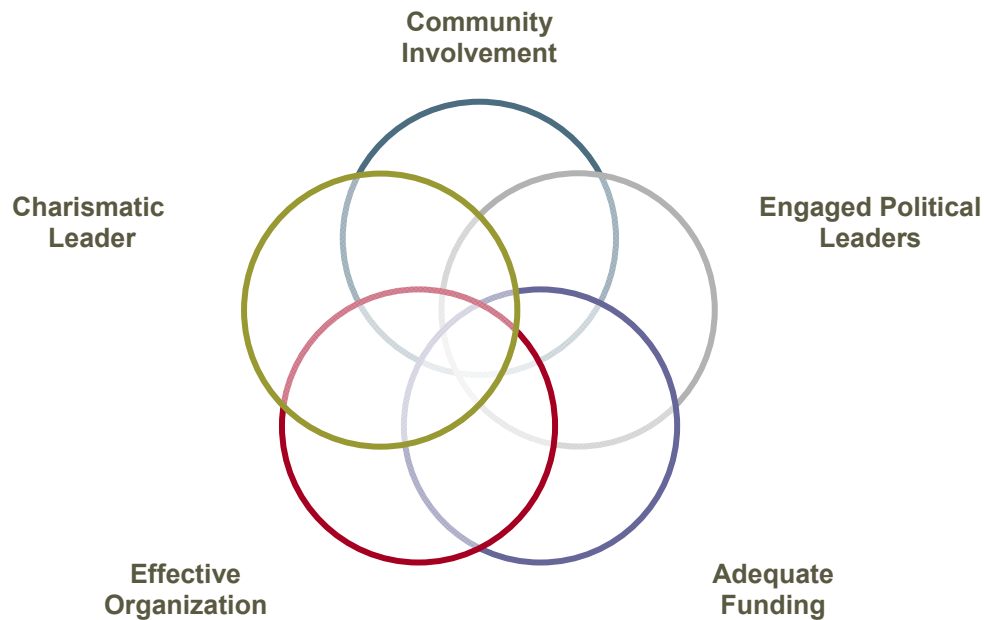 Community
Involvement
Charismatic
Leader
Engaged Political
Leaders
Effective
Organization
Adequate
Funding